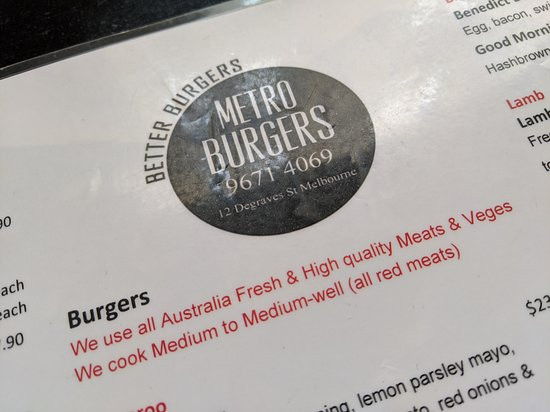 BETTER BURGERS
METRO
BURGERS
9671 4069
12 Degraves St Melbourne
Benedict
Egg, bacon,
Good
Lamb
90
each
each
.90
Burgers
We use all Australia Fresh & High quality Meats & Veges
We cook Medium to Medium-well (all red meats)
$23
lemon parsley mayo,
red onions &